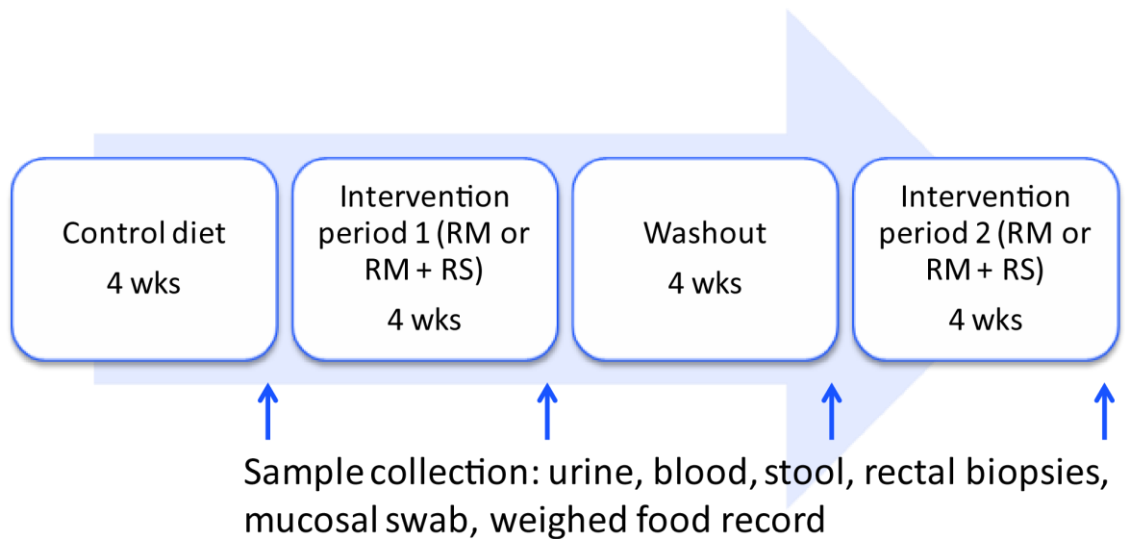 Control diet
4 wks
Intervention
period 1 (RM or
RM + RS)
4 wks
Washout
4 wks
Intervention
period 2 (RM or
RM + RS)
4 wks
Sample collection: urine, blood, stool, rectal biopsies,
mucosal swab, weighed food record